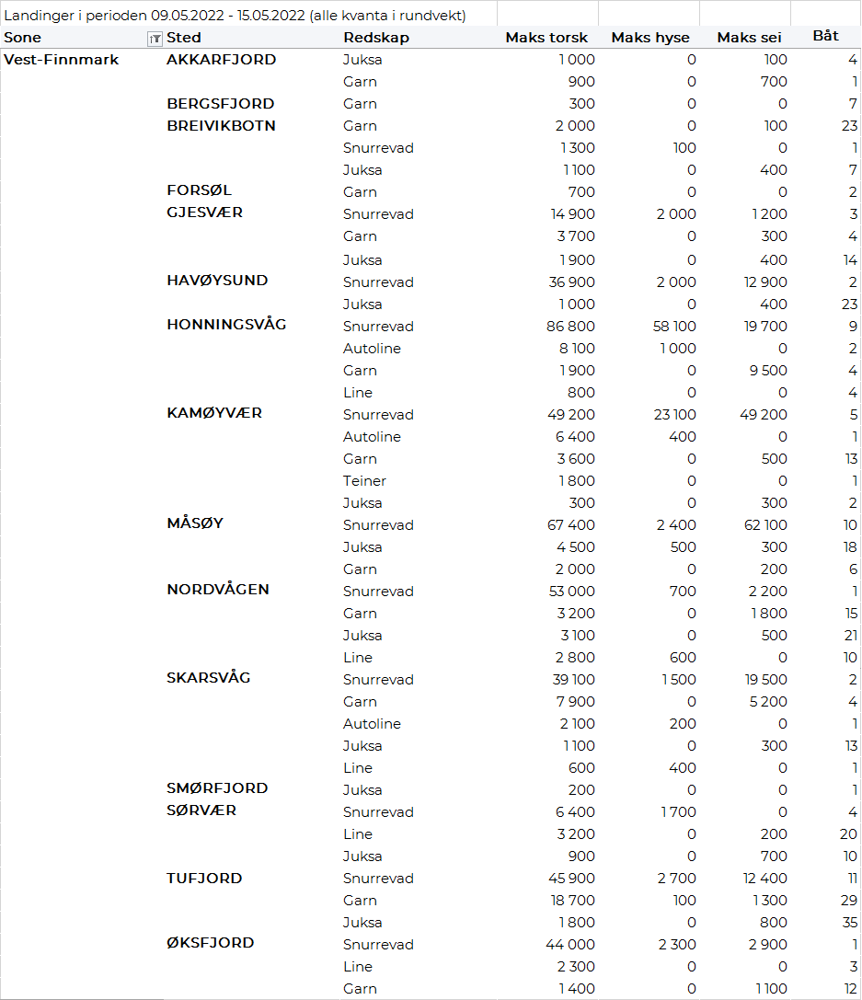 Landinger i perioden 09.05.2022 - 15.05.2022 (alle kvanta i rundvekt)
Sone Sted Redskap Maks torsk Maks hyse Maks sei Båt
Vest-Finnmark AKKARFJORD Juksa 1 000 0 100 4
Garn 900 0 700 1
BERGSFJORD Garn 300 0 0 7
BREIVIKBOTN Garn 2 000 0 100 23
Snurrevad 1 300 100 0 1
Juksa 1 100 0 400 7
FORSØL Garn 700 0 0 2
GJESVÆR Snurrevad 14 900 2 000 1 200 3
Garn 3 700 0 300 4
Juksa 1 900 0 400 14
HAVØYSUND Snurrevad 36 900 2 000 12 900 2
Juksa 1 000 0 400 23
HONNINGSVÅG Snurrevad 86 800 58 100 19 700 9
Autoline 8 100 1 000 0 2
Garn 1 900 0 9 500 4
Line 800 0 0 4
KAMØYVÆR Snurrevad 49 200 23 100 49 200 5
Autoline 6 400 400 0 1
Garn 3 600 0 500 13
Teiner 1 800 0 0 1
Juksa 300 0 300 2
MÅSØY Snurrevad 67 400 2 400 62 100 10
Juksa 4 500 500 300 18
Garn 2 000 0 200 6
NORDVÅGEN Snurrevad 53 000 700 2 200 1
Garn 3 200 0 1 800 15
Juksa 3 100 0 500 21
Line 2 800 600 0 10
SKARSVÅG Snurrevad 39 100 1 500 19 500 2
Garn 7 900 0 5 200 4
Autoline 2 100 200 0 1
Juksa 1 100 0 300 13
Line 600 400 0 1
SMØRFJORD Juksa 200 0 0 1
SØRVÆR Snurrevad 6 400 1 700 0 4
Line 3 200 0 200 20
Juksa 900 0 700 10
TUFJORD Snurrevad 45 900 2 700 12 400 11
Garn 18 700 100 1 300 29
Juksa 1 800 0 800 35
ØKSFJORD Snurrevad 44 000 2 300 2 900 1
Line 2 300 0 0 3
Garn 1 400 0 1 100 12